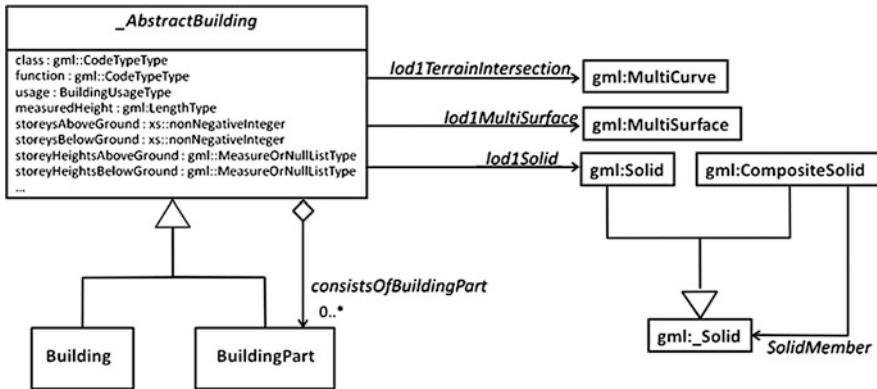 _AbstractBuilding
class : gml::CodeTypeType
function : gml::CodeTypeType
usage : BuildingUsageType
measuredHeight : gml:LengthType
storeysAboveGround : xs::nonNegativeInteger
storeysBelowGround : xs::nonNegativeInteger
storeyHeightsAboveGround : gml::MeasureOrNullListType
storeyHeightsBelowGround : gml::MeasureOrNullListType
...
lod1TerrainIntersection
gml:MultiCurve
lod1MultiSurface
gml:MultiSurface
lod1Solid
gml:Solid
gml:CompositeSolid
consistsOfBuildingPart
0..*
Building
BuildingPart
gml:_Solid
SolidMember